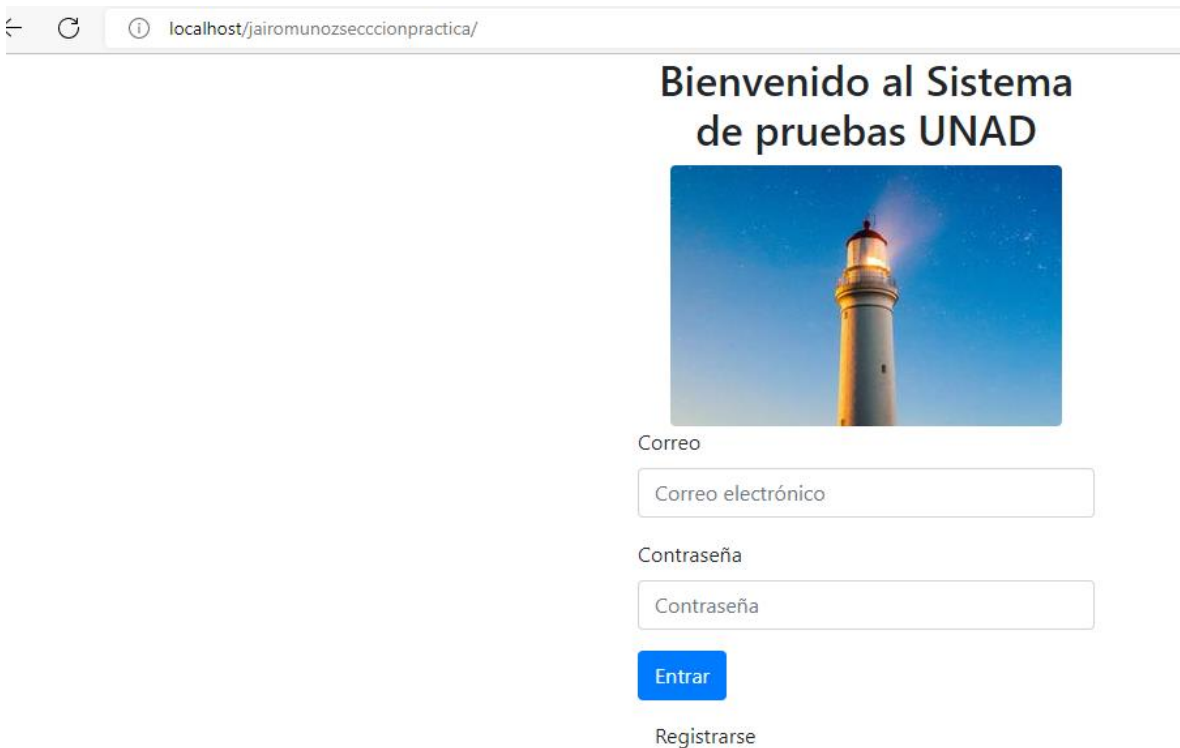 localhost/jairomunozsecccionpractica/
Bienvenido al Sistema
de pruebas UNAD
Correo
Correo electrónico
Contraseña
Contraseña
Entrar
Registrarse